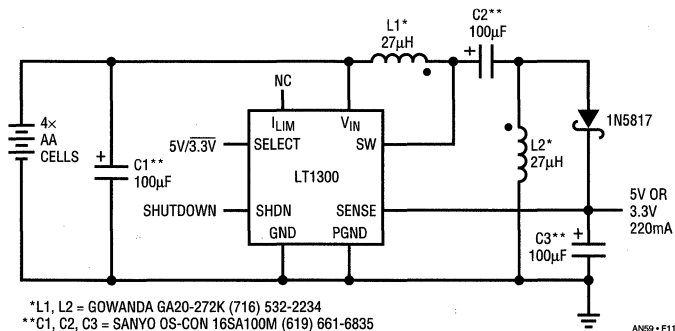 L1*
27µH
C2**
100µF
+
NC
4×
AA
CELLS
+
C1**
100µF
ILIM
VIN
5V/3.3V
SELECT
SW
LT1300
SHUTDOWN
SHDN
SENSE
GND
PGND
L2*
27µH
1N5817
5V OR
3.3V
220mA
C3**
100µF
+
*L1, L2 = GOWANDA GA20-272K (716) 532-2234
**C1, C2, C3 = SANYO OS-CON 16SA100M (619) 661-6835
AN59 • F11